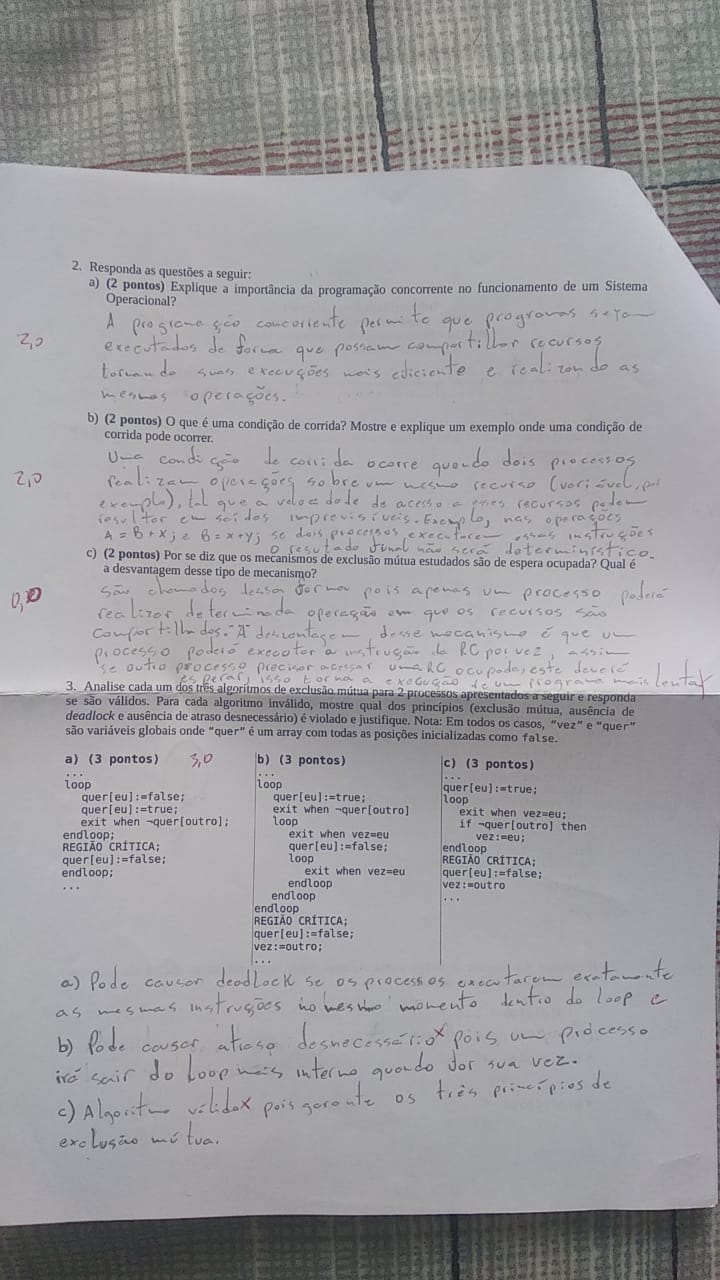 2. Responda as questões a seguir:
a) (2 pontos) Explique a importância da programação concorrente no funcionamento de um Sistema
Operacional?
2,0
A programação concorriente permite que programas sejam
executados de forma que possam compartilhar recursos
tornando suas execuções mais eficiente e realizando as
mesmas operações.
b) (2 pontos) O que é uma condição de corrida? Mostre e explique um exemplo onde uma condição de
corrida pode ocorrer.
2,0
Uma condição de corrida ocorre quando dois processos
realizam operações sobre um mesmo recurso (variável, por
exemplo), tal que a velocidade de acesso a esses recursos podem
resultar em saídas imprevisíveis. Exemplo, nas operações
A = B + X; e B = x + y; se dois processos executarem essas instruções
o resutado final não será determinístico.
c) (2 pontos) Por se diz que os mecanismos de exclusão mútua estudados são de espera ocupada? Qual é
a desvantagem desse tipo de mecanismo?
0,0
São chamados dessa forma pois apenas um processo poderá
realizar determinada operação em que os recursos são
compartilhados. A desvantagem desse mecanismo é que um
processo poderá executar a instrução da RC por vez, assim
se outro processo precisar acessar uma RC ocupada, este deverá
esperar, isso torna a execução de um programa mais lenta
3. Analise cada um dos três algoritmos de exclusão mútua para 2 processos apresentados a seguir e responda
se são válidos. Para cada algoritmo inválido, mostre qual dos princípios (exclusão mútua, ausência de
deadlock e ausência de atraso desnecessário) é violado e justifique. Nota: Em todos os casos, "vez" e "quer"
são variáveis globais onde "quer" é um array com todas as posições inicializadas como false.
a) (3 pontos) 3,0
...
loop
quer[eu]:=false;
quer[eu]:=true;
exit when ¬quer[outro];
endloop;
REGIÃO CRÍTICA;
quer[eu]:=false;
endloop;
...
b) (3 pontos)
...
loop
quer[eu]:=true;
exit when ¬quer[outro]
loop
exit when vez=eu
quer[eu]:=false;
loop
exit when vez=eu
endloop
endloop
endloop
REGIÃO CRÍTICA;
quer[eu]:=false;
vez:=outro;
...
c) (3 pontos)
...
quer[eu]:=true;
loop
exit when vez=eu;
if ¬quer[outro] then
vez:=eu;
endloop
REGIÃO CRÍTICA;
quer[eu]:=false;
vez:=outro
...
a) Pode causar deadlock se os processos executarem exatamente
as mesmas instruções no mesmo momento dentro do loop e
b) Pode causar atraso desnecessário x pois um processo
irá sair do loop mais interno quando for sua vez.
c) Algoritmo válido x pois garante os três princípios de
exclusão mútua.